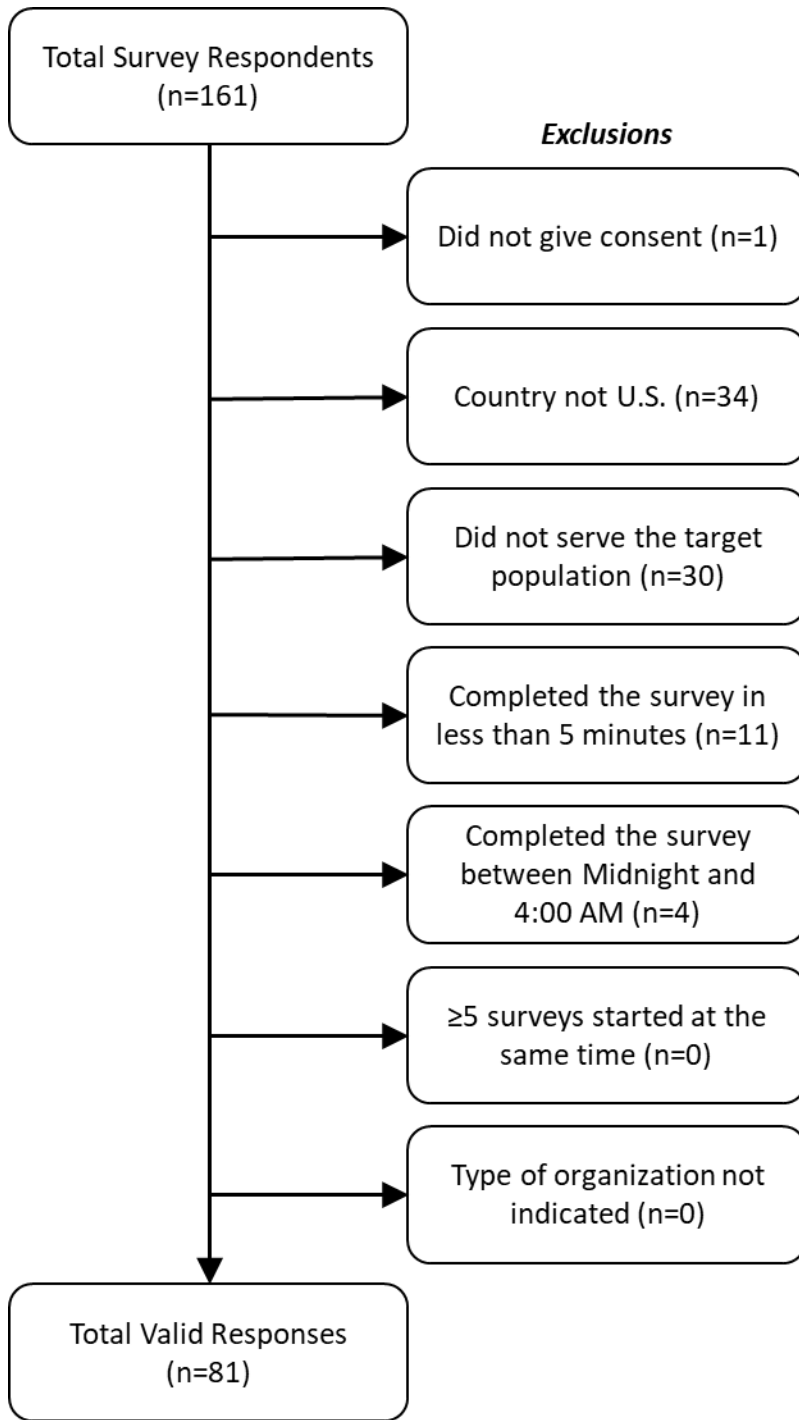 Total Survey Respondents
(n=161)
Exclusions
Did not give consent (n=1)
Country not U.S. (n=34)
Did not serve the target
population (n=30)
Completed the survey in
less than 5 minutes (n=11)
Completed the survey
between Midnight and
4:00 AM (n=4)
≥5 surveys started at the
same time (n=0)
Type of organization not
indicated (n=0)
Total Valid Responses
(n=81)